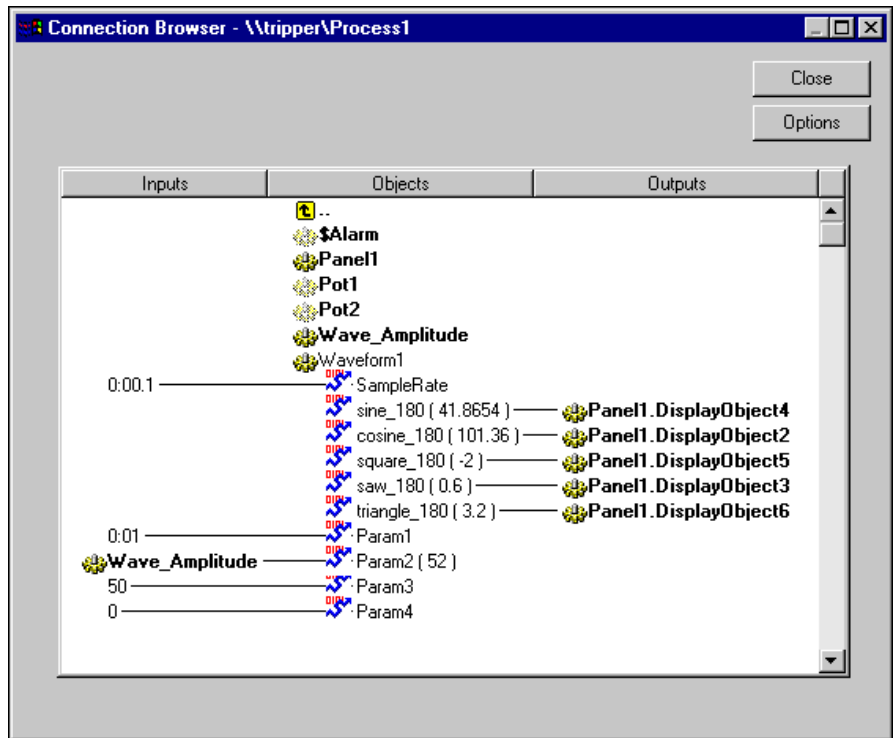 Connection Browser - \\tripper\Process1
Close
Options
Inputs Objects Outputs
..
$Alarm
Panel1
Pot1
Pot2
Wave_Amplitude
Waveform1
0:00.1 SampleRate
sine_180 ( 41.8654 ) Panel1.DisplayObject4
cosine_180 ( 101.36 ) Panel1.DisplayObject2
square_180 ( -2 ) Panel1.DisplayObject5
saw_180 ( 0.6 ) Panel1.DisplayObject3
triangle_180 ( 3.2 ) Panel1.DisplayObject6
0:01 Param1
Wave_Amplitude Param2 ( 52 )
50 Param3
0 Param4